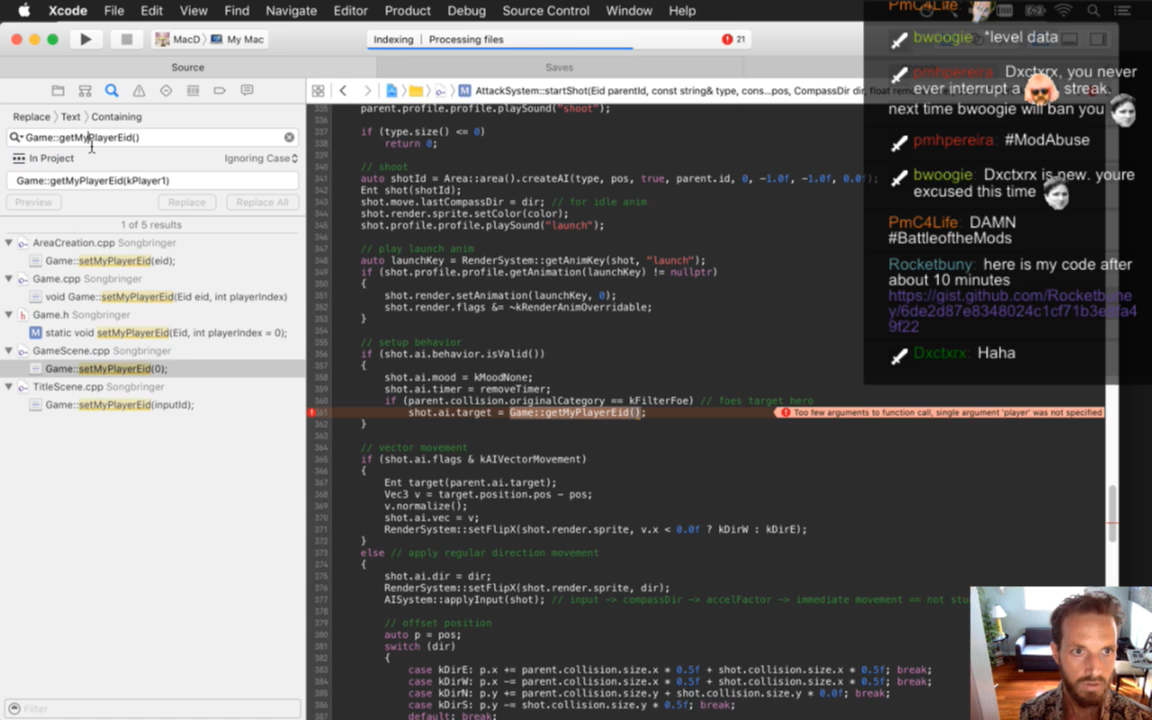 Xcode File Edit View Find Navigate Editor Product Debug Source Control Window Help
MacD My Mac
Indexing | Processing files
21
Source
Saves
AttackSystem::startShot(Eid parentId, const string& type, cons...pos, CompassDir dir
Replace > Text > Containing
Game::getMyPlayerEid()
In Project
Ignoring Case
Game::getMyPlayerEid(kPlayer1)
Preview Replace Replace All
1 of 5 results
AreaCreation.cpp Songbringer
Game::setMyPlayerEid(eid);
Game.cpp Songbringer
void Game::setMyPlayerEid(Eid eid, int playerIndex)
Game.h Songbringer
static void setMyPlayerEid(Eid, int playerIndex = 0);
GameScene.cpp Songbringer
Game::setMyPlayerEid(0);
TitleScene.cpp Songbringer
Game::setMyPlayerEid(inputId);
Filter
parent.profile.profile.playSound("shoot");
if (type.size() <= 0)
return 0;
// shoot
auto shotId = Area::area().createAI(type, pos, true, parent.id, 0, -1.0f, -1.0f, 0.0f);
Ent shot(shotId);
shot.move.lastCompassDir = dir; // for idle anim
shot.render.sprite.setColor(color);
shot.profile.profile.playSound("launch");
// play launch anim
auto launchKey = RenderSystem::getAnimKey(shot, "launch");
if (shot.profile.profile.getAnimation(launchKey) != nullptr)
{
shot.render.setAnimation(launchKey, 0);
shot.render.flags &= ~kRenderAnimOverridable;
}
// setup behavior
if (shot.ai.behavior.isValid())
{
shot.ai.mood = kMoodNone;
shot.ai.timer = removeTimer;
if (parent.collision.originalCategory == kFilterFoe) // foes target hero
shot.ai.target = Game::getMyPlayerEid();
Too few arguments to function call, single argument 'player' was not specified
}
// vector movement
if (shot.ai.flags & kAIVectorMovement)
{
Ent target(parent.ai.target);
Vec3 v = target.position.pos - pos;
v.normalize();
shot.ai.vec = v;
RenderSystem::setFlipX(shot.render.sprite, v.x < 0.0f ? kDirW : kDirE);
}
else // apply regular direction movement
{
shot.ai.dir = dir;
RenderSystem::setFlipX(shot.render.sprite, dir);
AISystem::applyInput(shot); // input -> compassDir -> accelFactor -> immediate movement == not
// offset position
auto p = pos;
switch (dir)
{
case kDirE: p.x += parent.collision.size.x * 0.5f + shot.collision.size.x * 0.5f; break;
case kDirW: p.x -= parent.collision.size.x * 0.5f + shot.collision.size.x * 0.5f; break;
case kDirN: p.y += parent.collision.size.y + shot.collision.size.y * 0.0f; break;
case kDirS: p.y -= shot.collision.size.y * 0.5f; break;
default: break;
PmC4Life:
bwoogie: *level data
pmhpereira: Dxctxrx, you never
ever interrupt a streak.
next time bwoogie will ban you
pmhpereira: #ModAbuse
bwoogie: Dxctxrx is new. youre
excused this time
PmC4Life: DAMN
#BattleoftheMods
Rocketbuny: here is my code after
about 10 minutes
https://gist.github.com/Rocketbune
Dxctxrx: Haha